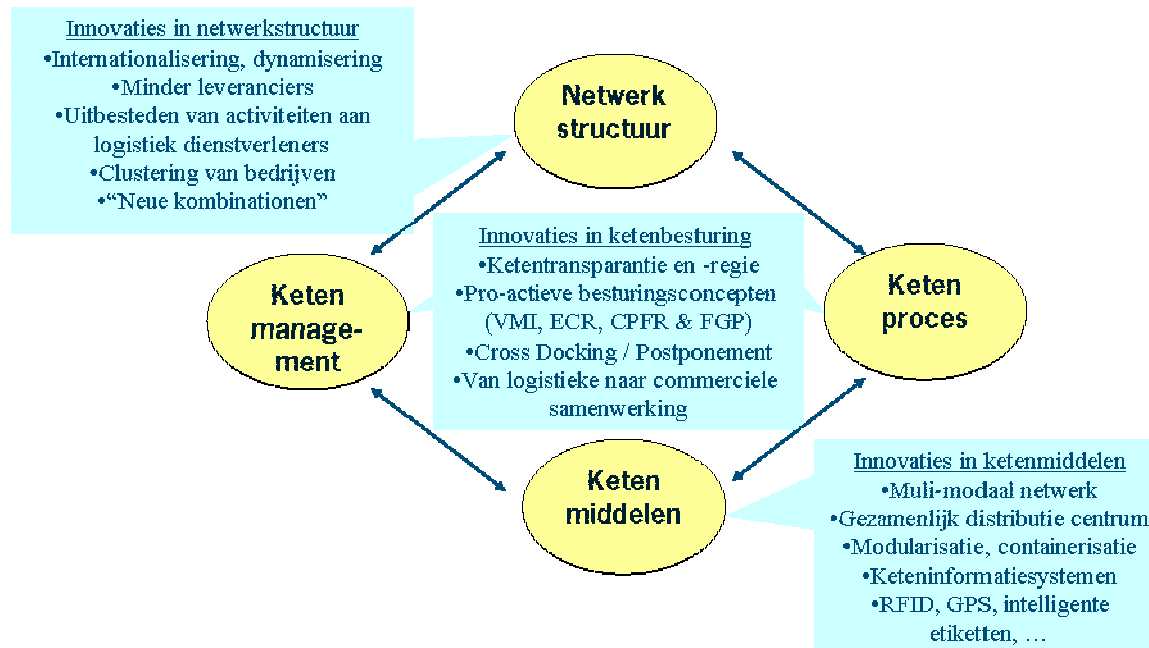 Innovaties in netwerkstructuur
•Internationalisering, dynamisering
•Minder leveranciers
•Uitbesteden van activiteiten aan
logistiek dienstverleners
•Clustering van bedrijven
•“Neue kombinationen”
Netwerk
structuur
Innovaties in ketenbesturing
•Ketentransparantie en -regie
•Pro-actieve besturingsconcepten
(VMI, ECR, CPFR & FGP)
•Cross Docking / Postponement
•Van logistieke naar commerciele
samenwerking
Keten
manage-
ment
Keten
proces
Keten
middelen
Innovaties in ketenmiddelen
•Muli-modaal netwerk
•Gezamenlijk distributie centrum
•Modularisatie, containerisatie
•Keteninformatiesystemen
•RFID, GPS, intelligente
etiketten, …